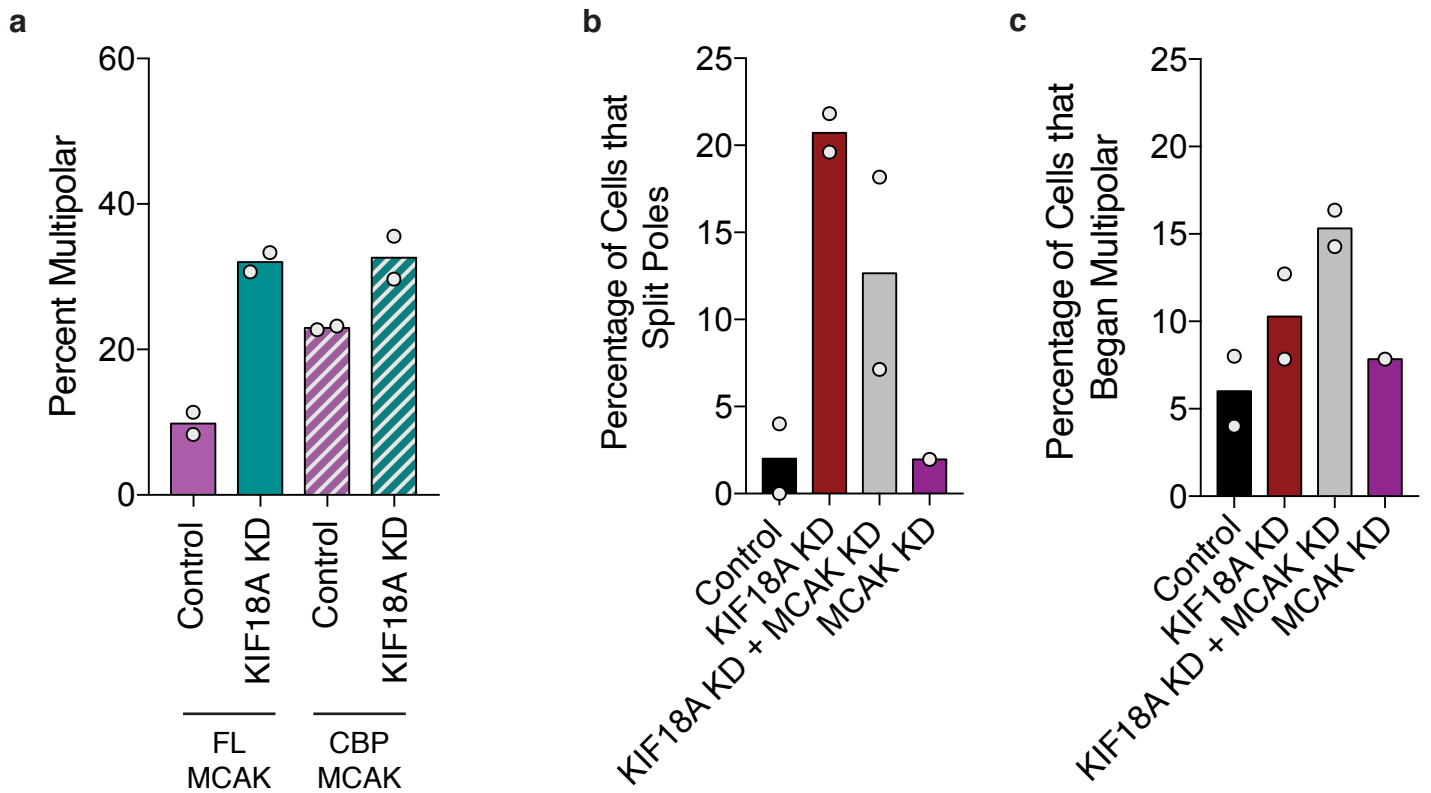 a
60
40
20
0
Percent Multipolar
Control
KIF18A KD
Control
KIF18A KD
FL
MCAK
CBP
MCAK
b
25
20
15
10
5
0
Percentage of Cells that
Split Poles
Control
KIF18A KD
KIF18A KD + MCAK KD
MCAK KD
c
25
20
15
10
5
0
Percentage of Cells that
Began Multipolar
Control
KIF18A KD
KIF18A KD + MCAK KD
MCAK KD